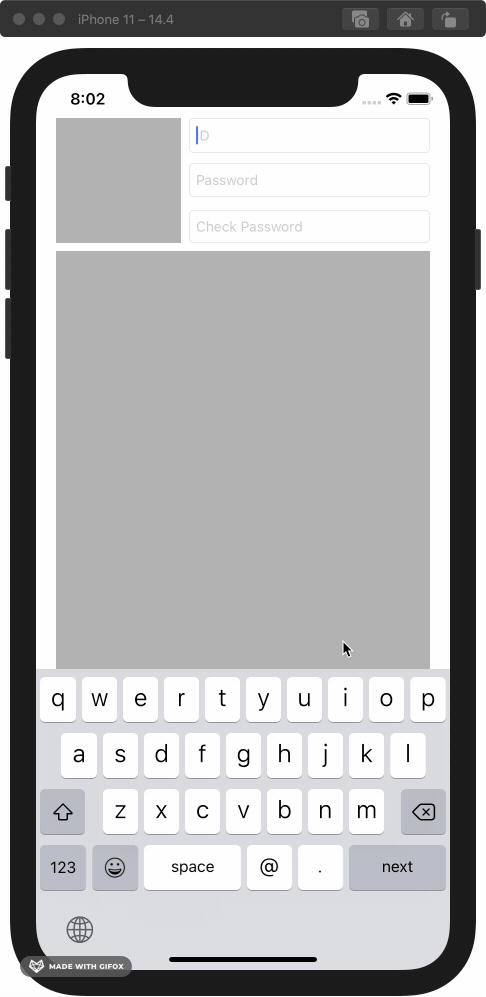 iPhone 11 – 14.4
8:02
ID
Password
Check Password
q w e r t y u i o p
a s d f g h j k l
z x c v b n m
123 space @ . next
MADE WITH GIFOX